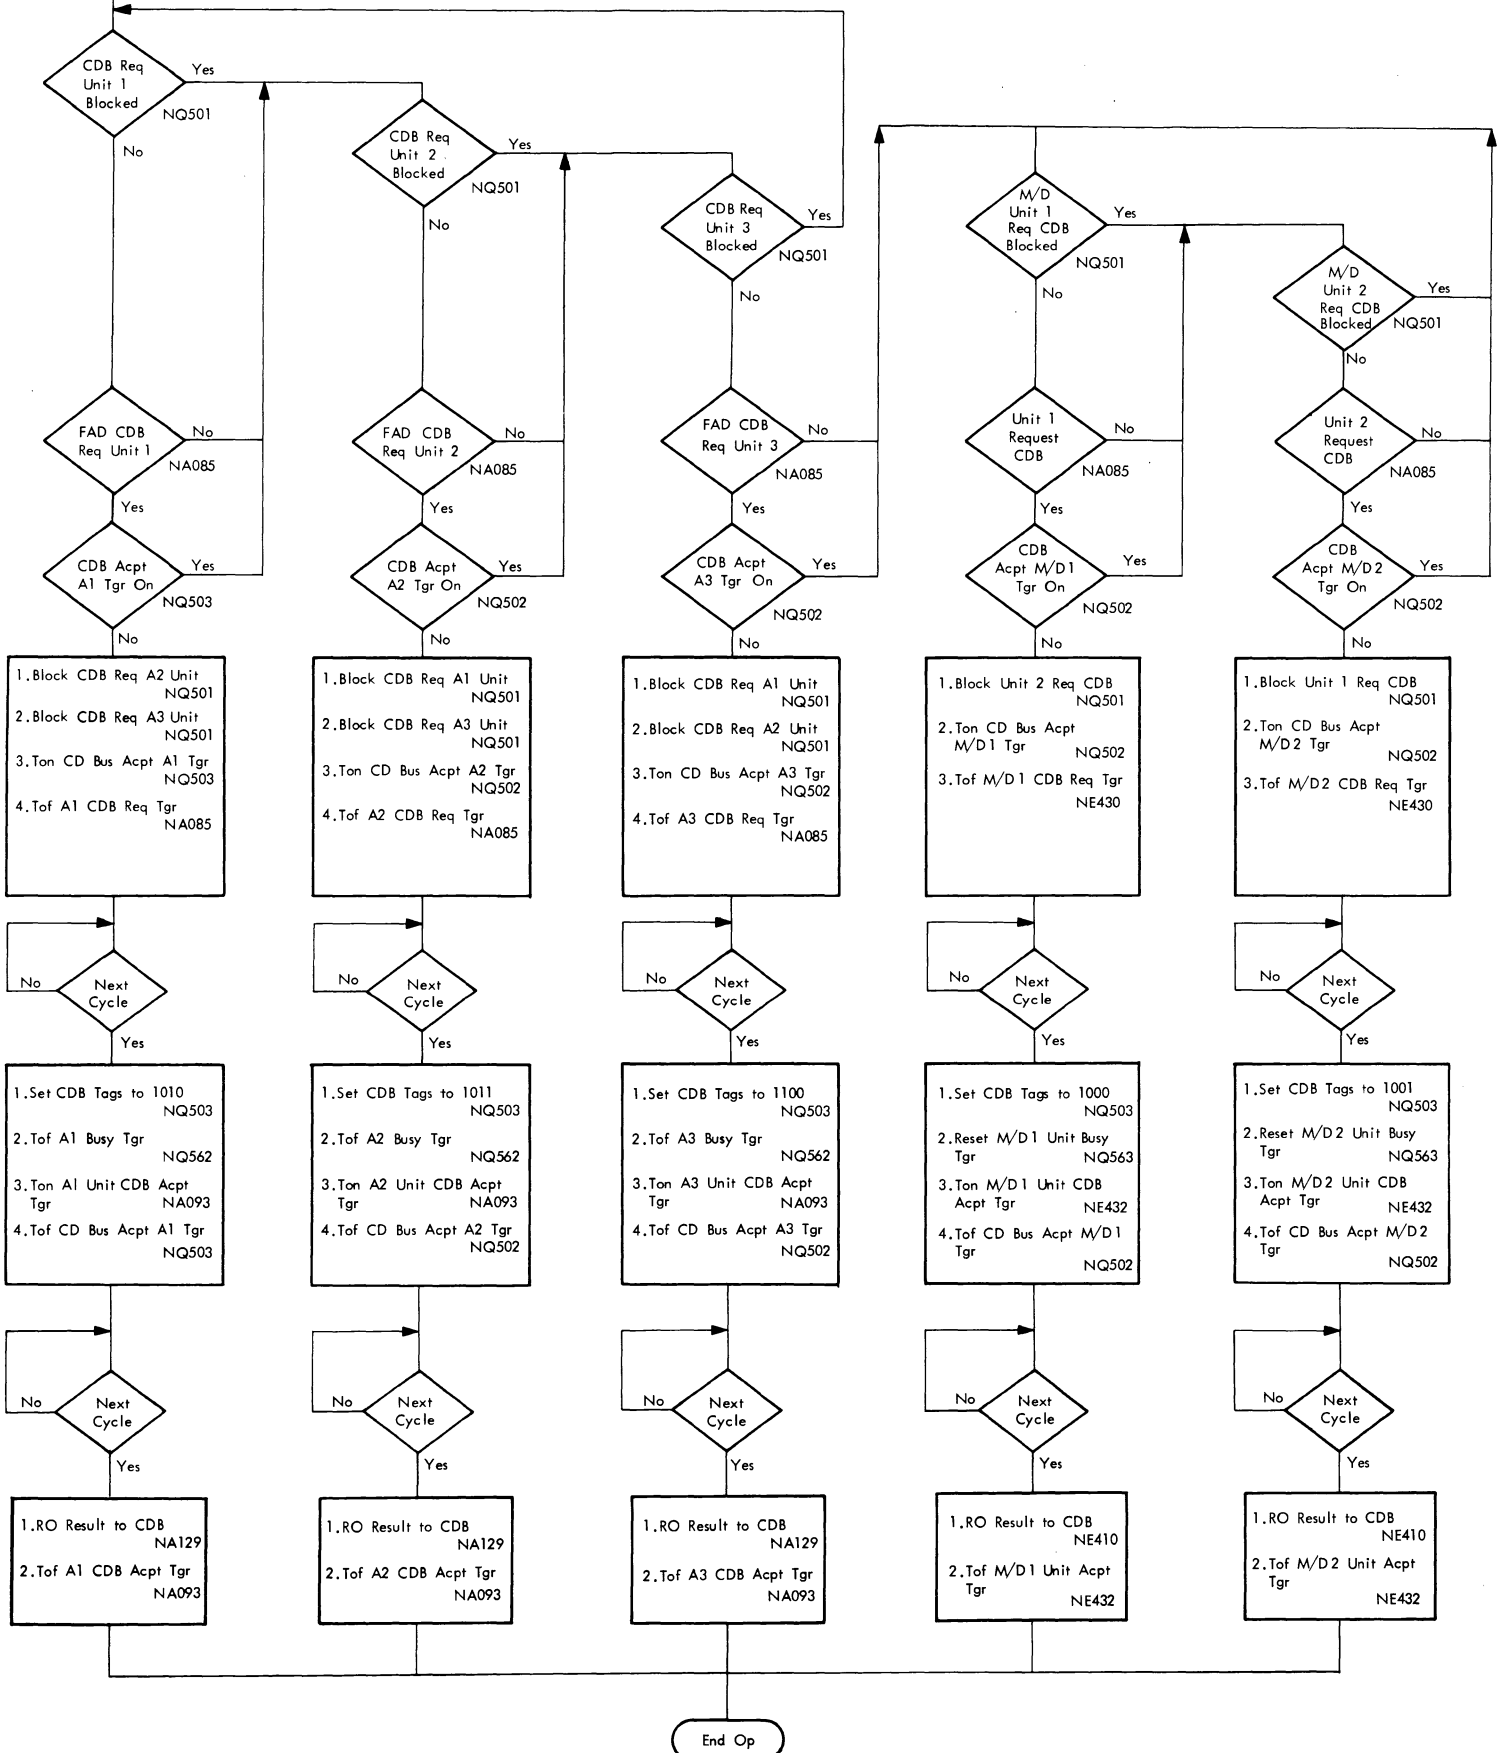 CDB Req
Unit 1
Blocked
Yes
NQ501
No
CDB Req
Unit 2
Blocked
Yes
NQ501
No
CDB Req
Unit 3
Blocked
Yes
NQ501
No
M/D
Unit 1
Req CDB
Blocked
Yes
NQ501
No
M/D
Unit 2
Req CDB
Blocked
Yes
NQ501
No
FAD CDB
Req Unit 1
No
NA085
Yes
FAD CDB
Req Unit 2
No
NA085
Yes
FAD CDB
Req Unit 3
No
NA085
Yes
Unit 1
Request
CDB
No
NA085
Yes
Unit 2
Request
CDB
No
NA085
Yes
CDB Acpt
A1 Tgr On
Yes
NQ503
No
CDB Acpt
A2 Tgr On
Yes
NQ502
No
CDB Acpt
A3 Tgr On
Yes
NQ502
No
CDB
Acpt M/D1
Tgr On
Yes
NQ502
No
CDB
Acpt M/D2
Tgr On
Yes
NQ502
No
1.Block CDB Req A2 Unit
NQ501
2.Block CDB Req A3 Unit
NQ501
3.Ton CD Bus Acpt A1 Tgr
NQ503
4.Tof A1 CDB Req Tgr
NA085
1.Block CDB Req A1 Unit
NQ501
2.Block CDB Req A3 Unit
NQ501
3.Ton CD Bus Acpt A2 Tgr
NQ502
4.Tof A2 CDB Req Tgr
NA085
1.Block CDB Req A1 Unit
NQ501
2.Block CDB Req A2 Unit
NQ501
3.Ton CD Bus Acpt A3 Tgr
NQ502
4.Tof A3 CDB Req Tgr
NA085
1.Block Unit 2 Req CDB
NQ501
2.Ton CD Bus Acpt
M/D1 Tgr NQ502
3.Tof M/D1 CDB Req Tgr
NE430
1.Block Unit 1 Req CDB
NQ501
2.Ton CD Bus Acpt
M/D2 Tgr NQ502
3.Tof M/D2 CDB Req Tgr
NE430
No
Next
Cycle
Yes
No
Next
Cycle
Yes
No
Next
Cycle
Yes
No
Next
Cycle
Yes
No
Next
Cycle
Yes
1.Set CDB Tags to 1010
NQ503
2.Tof A1 Busy Tgr
NQ562
3.Ton A1 Unit CDB Acpt
Tgr NA093
4.Tof CD Bus Acpt A1 Tgr
NQ503
1.Set CDB Tags to 1011
NQ503
2.Tof A2 Busy Tgr
NQ562
3.Ton A2 Unit CDB Acpt
Tgr NA093
4.Tof CD Bus Acpt A2 Tgr
NQ502
1.Set CDB Tags to 1100
NQ503
2.Tof A3 Busy Tgr
NQ562
3.Ton A3 Unit CDB Acpt
Tgr NA093
4.Tof CD Bus Acpt A3 Tgr
NQ502
1.Set CDB Tags to 1000
NQ503
2.Reset M/D1 Unit Busy
Tgr NQ563
3.Ton M/D1 Unit CDB
Acpt Tgr NE432
4.Tof CD Bus Acpt M/D1
Tgr
NQ502
1.Set CDB Tags to 1001
NQ503
2.Reset M/D2 Unit Busy
Tgr NQ563
3.Ton M/D2 Unit CDB
Acpt Tgr NE432
4.Tof CD Bus Acpt M/D2
Tgr
NQ502
No
Next
Cycle
Yes
No
Next
Cycle
Yes
No
Next
Cycle
Yes
No
Next
Cycle
Yes
No
Next
Cycle
Yes
1.RO Result to CDB
NA129
2.Tof A1 CDB Acpt Tgr
NA093
1.RO Result to CDB
NA129
2.Tof A2 CDB Acpt Tgr
NA093
1.RO Result to CDB
NA129
2.Tof A3 CDB Acpt Tgr
NA093
1.RO Result to CDB
NE410
2.Tof M/D1 Unit Acpt
Tgr
NE432
1.RO Result to CDB
NE410
2.Tof M/D2 Unit Acpt
Tgr
NE432
End Op